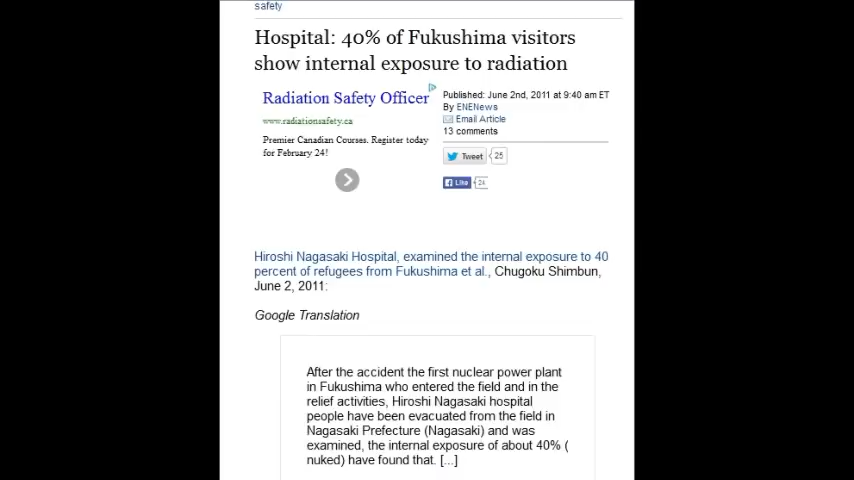 safety
Hospital: 40% of Fukushima visitors
show internal exposure to radiation
Radiation Safety Officer
www.radiationsafety.ca
Premier Canadian Courses. Register today
for February 24!
Published: June 2nd, 2011 at 9:40 am ET
By ENENews
Email Article
13 comments
Tweet 25
Like 2k
Hiroshi Nagasaki Hospital, examined the internal exposure to 40
percent of refugees from Fukushima et al., Chugoku Shimbun,
June 2, 2011:
Google Translation
After the accident the first nuclear power plant
in Fukushima who entered the field and in the
relief activities, Hiroshi Nagasaki hospital
people have been evacuated from the field in
Nagasaki Prefecture (Nagasaki) and was
examined, the internal exposure of about 40% (
nuked) have found that. [...]